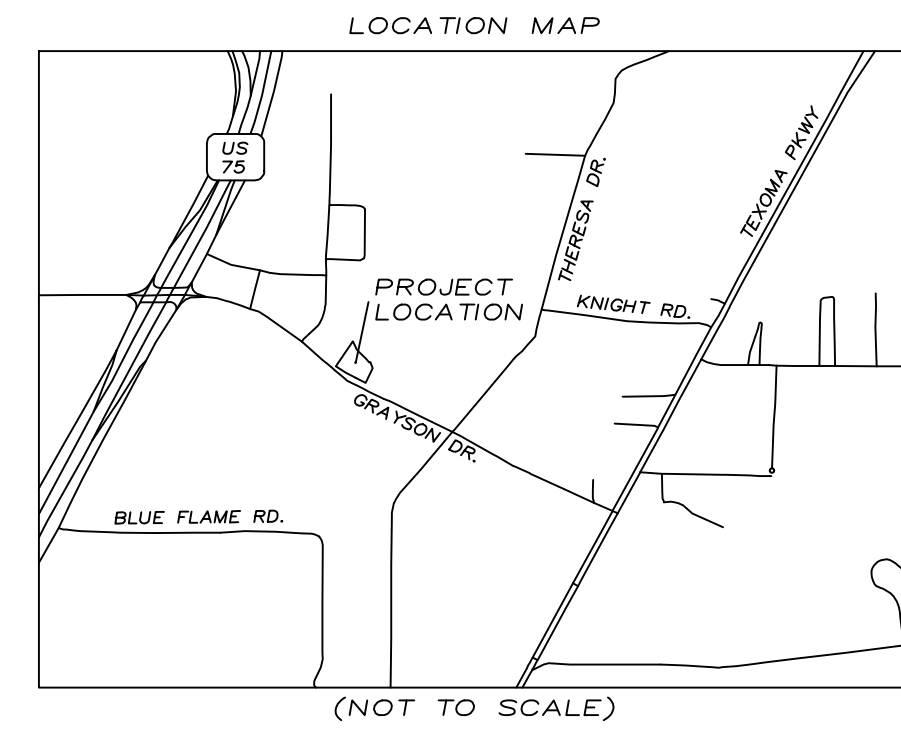 LOCATION MAP
US
75
TEXOMA PKWY
THERESA DR.
PROJECT
LOCATION
KNIGHT RD.
GRAYSON DR.
BLUE FLAME RD.
(NOT TO SCALE)